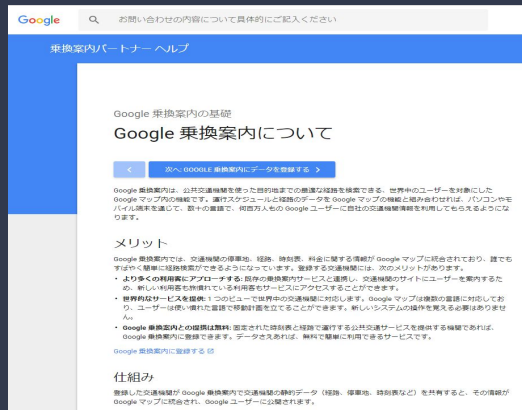 Google
お問い合わせの内容について具体的にご記入ください
乗換案内パートナー ヘルプ
Google 乗換案内の基礎
Google 乗換案内について
次へ: GOOGLE 乗換案内にデータを登録する
Google 乗換案内は、公共交通機関を使った目的地までの最適な経路を検索できる、世界中のユーザーを対象にした
Google マップ内の機能です。運行スケジュールと経路のデータを Google マップの機能と組み合わせれば、パソコンやモ
バイル端末を通じて、数十の言語で、何百万人もの Google ユーザーに自社の交通機関情報を利用してもらえるようにな
ります。
メリット
Google 乗換案内では、交通機関の停車地、経路、時刻表、料金に関する情報が Google マップに統合されており、誰でも
すばやく簡単に経路検索ができるようになっています。登録する交通機関には、次のメリットがあります。
• より多くの利用客にアプローチする: 既存の乗換案内サービスと連携し、交通機関のサイトにユーザーを案内するた
め、新しい利用客も旅慣れている利用客もサービスにアクセスすることができます。
• 世界的なサービスを提供: 1 つのビューで世界中の交通機関に対応します。Google マップは複数の言語に対応してお
り、ユーザーは使い慣れた言語で移動計画を立てることができます。新しいシステムの操作を覚える必要はありませ
ん。
• Google 乗換案内との提携は無料: 固定された時刻表と経路で運行する公共交通サービスを提供する機関であれば、
Google 乗換案内に登録できます。データさえあれば、無料で簡単に利用できるサービスです。
Google 乗換案内に登録する
仕組み
登録した交通機関が Google 乗換案内で交通機関の静的データ（経路、停車地、時刻表など）を共有すると、その情報が
Google マップに統合され、Google ユーザーに公開されます。